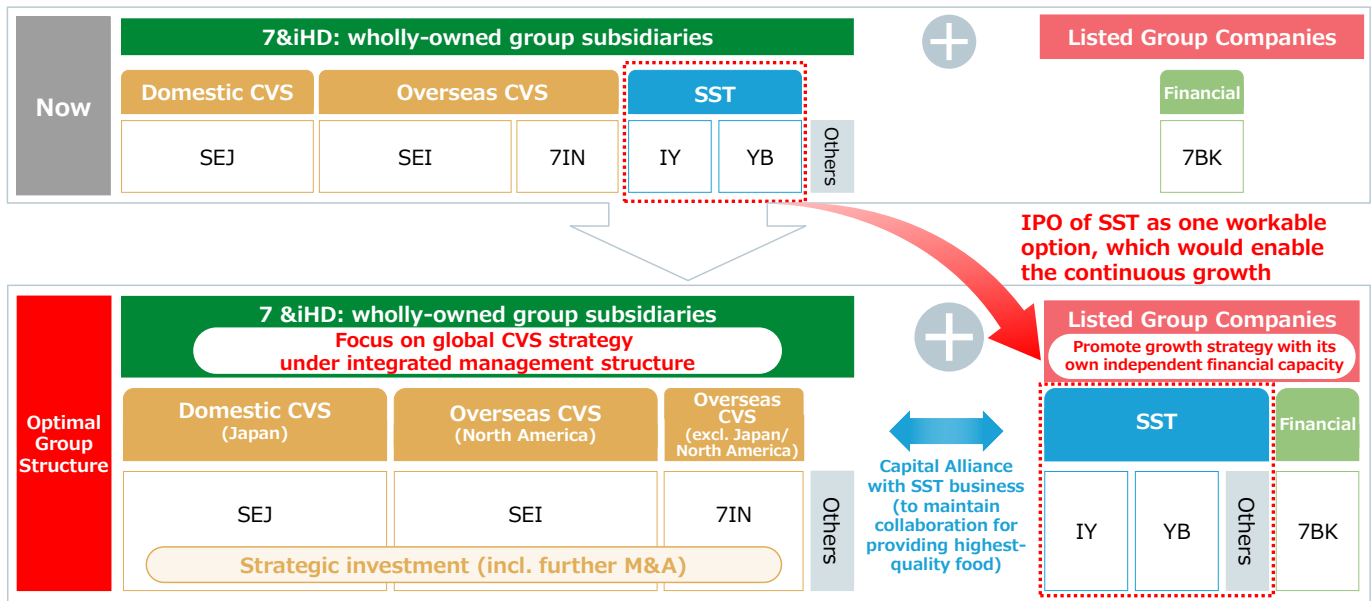 Now
7&iHD: wholly-owned group subsidiaries
Listed Group Companies
Domestic CVS
Overseas CVS
SST
Financial
SEJ
SEI
7IN
IY
YB
Others
7BK
IPO of SST as one workable
option, which would enable
the continuous growth
Optimal
Group
Structure
7 &iHD: wholly-owned group subsidiaries
Focus on global CVS strategy
under integrated management structure
Listed Group Companies
Promote growth strategy with its
own independent financial capacity
Domestic CVS
(Japan)
Overseas CVS
(North America)
Overseas
CVS
(excl. Japan/
North America)
SST
Financial
Capital Alliance
with SST business
(to maintain
collaboration for
providing highest-
quality food)
SEJ
SEI
7IN
Others
IY
YB
Others
7BK
Strategic investment (incl. further M&A)